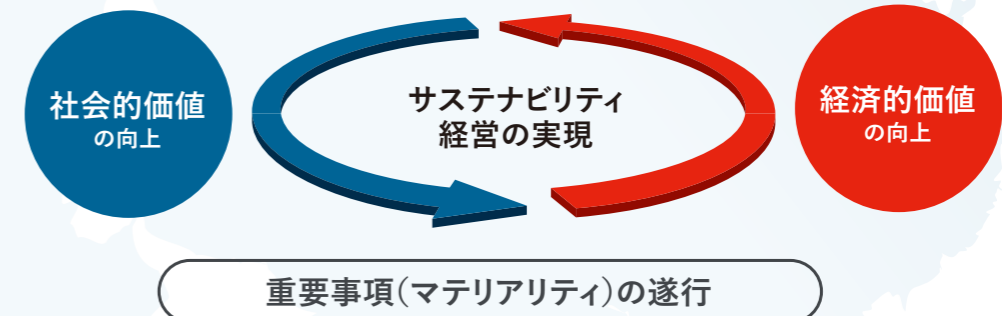 社会的価値
の向上
サステナビリティ
経営の実現
経済的価値
の向上
重要事項(マテリアリティ)の遂行